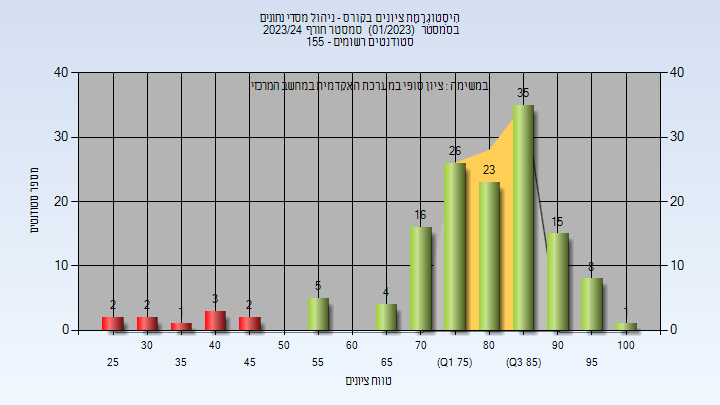 היסטוגרמת ציונים בקורס - ניהול מסדי נתונים
בסמסטר (01/2023) סמסטר חורף 2023/24
סטודנטים רשומים - 155
במשימה : ציון סופי במערכת האקדמית במחשב המרכזי
40 40
30 30
20 20
10 10
0 0
מספר סטודנטים
2 2 1 3 2 5 4 16 26 23 35 15 8 1
30 40 50 60 70 80 90 100
25 35 45 55 65 (Q1 75) (Q3 85) 95
טווח ציונים